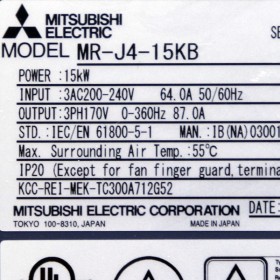 MITSUBISHI
ELECTRIC
MODEL MR-J4-15KB
POWER :15kW
INPUT :3AC200-240V 64.0A 50/60Hz
OUTPUT:3PH170V 0-360Hz 87.0A
STD.:IEC/EN 61800-5-1 MAN.:IB(NA)03001
Max. Surrounding Air Temp.:55℃
IP20 (Except for fan finger guard,termina
KCC-REI-MEK-TC300A712G52
MITSUBISHI ELECTRIC CORPORATION DATE:
TOKYO 100-8310, JAPAN MADE IN JAPAN